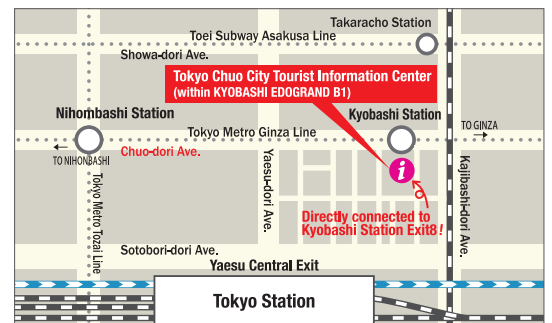 Takaracho Station
Toei Subway Asakusa Line
Showa-dori Ave.
Tokyo Chuo City Tourist Information Center
(within KYOBASHI EDOGRAND B1)
Nihombashi Station
Kyobashi Station
Tokyo Metro Ginza Line
TO GINZA
→
Chuo-dori Ave.
←
TO NIHONBASHI
i
Tokyo Metro Tozai Line
Yaesu-dori Ave.
Kajibashi-dori Ave.
Directly connected to
Kyobashi Station Exit8!
Sotobori-dori Ave.
Yaesu Central Exit
Tokyo Station